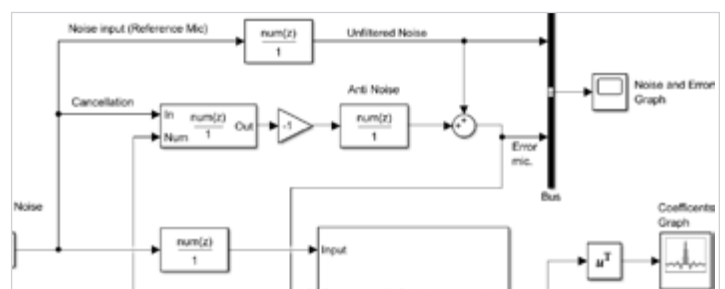 Noise input (Reference Mic)
num(z)
1
Unfiltered Noise
Noise and Error
Graph
Cancellation
In
Num
num(z)
1
Out
-1
Anti Noise
num(z)
1
++
Error
mic.
Bus
Noise
num(z)
1
Input
uT
Coefficents
Graph